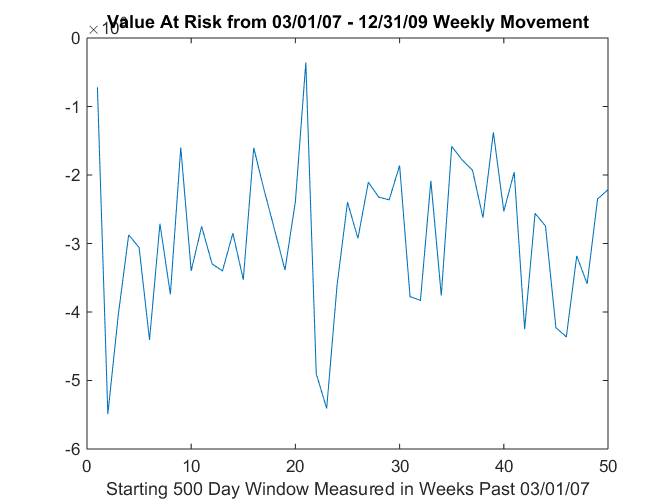 Value At Risk from 03/01/07 - 12/31/09 Weekly Movement
0
-1
-2
-3
-4
-5
-6
0 10 20 30 40 50
Starting 500 Day Window Measured in Weeks Past 03/01/07